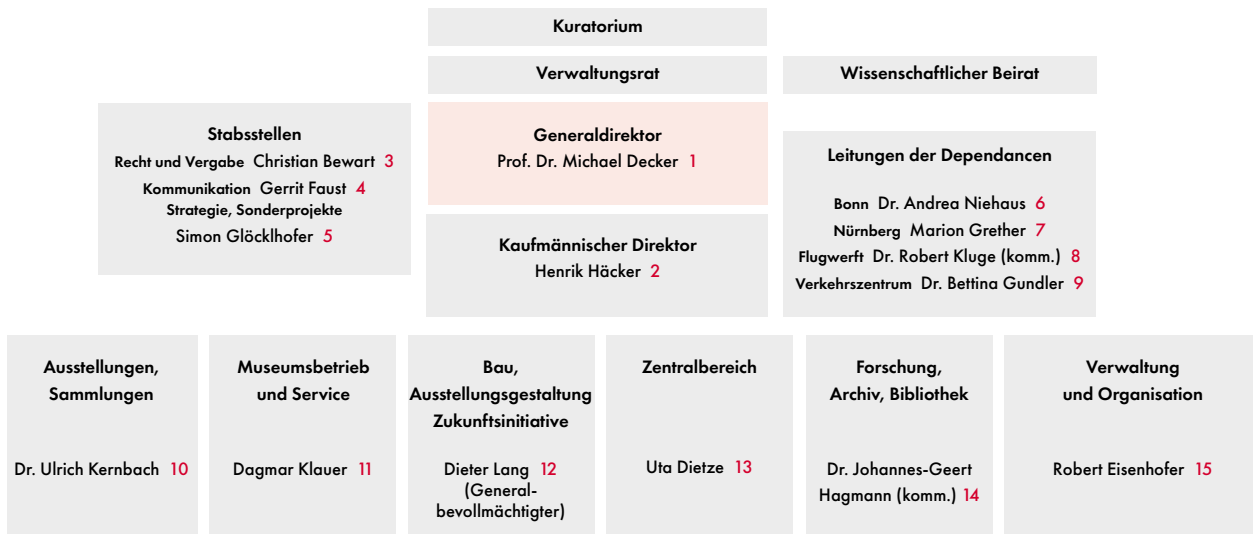 Kuratorium
Verwaltungsrat
Wissenschaftlicher Beirat
Stabsstellen
Recht und Vergabe Christian Bewart 3
Kommunikation Gerrit Faust 4
Strategie, Sonderprojekte
Simon Glöcklhofer 5
Generaldirektor
Prof. Dr. Michael Decker 1
Kaufmännischer Direktor
Henrik Häcker 2
Leitungen der Dependancen
Bonn Dr. Andrea Niehaus 6
Nürnberg Marion Grether 7
Flugwerft Dr. Robert Kluge (komm.) 8
Verkehrszentrum Dr. Bettina Gundler 9
Ausstellungen,
Sammlungen
Dr. Ulrich Kernbach 10
Museumsbetrieb
und Service
Dagmar Klauer 11
Bau,
Ausstellungsgestaltung
Zukunftsinitiative
Dieter Lang 12
(General-
bevollmächtigter)
Zentralbereich
Uta Dietze 13
Forschung,
Archiv, Bibliothek
Dr. Johannes-Geert
Hagmann (komm.) 14
Verwaltung
und Organisation
Robert Eisenhofer 15